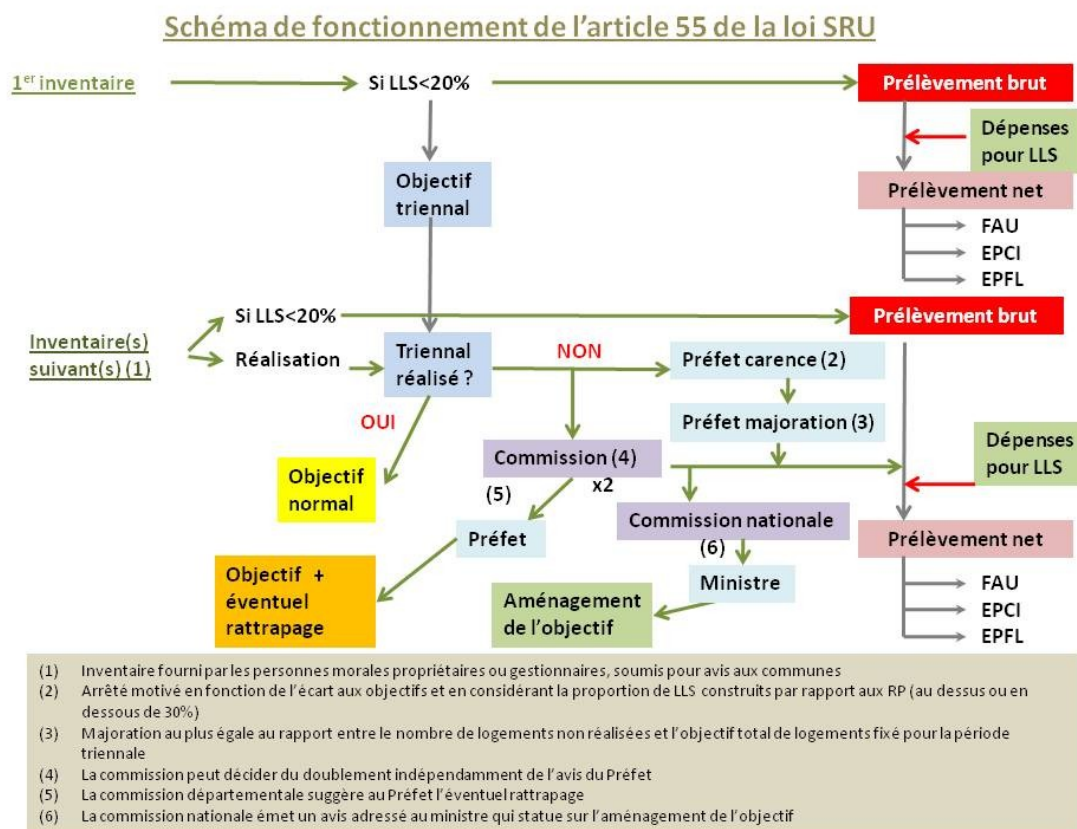 Schéma de fonctionnement de l’article 55 de la loi SRU
1er inventaire
Si LLS<20%
Prélèvement brut
Dépenses
pour LLS
Objectif
triennal
Prélèvement net
FAU
EPCI
EPFL
Si LLS<20%
Prélèvement brut
Inventaire(s)
suivant(s) (1)
Réalisation
Triennal
réalisé ?
NON
Préfet carence (2)
OUI
Préfet majoration (3)
Dépenses
pour LLS
Objectif
normal
Commission (4)
(5)
x2
Commission nationale
(6)
Préfet
Prélèvement net
Objectif +
éventuel
rattrapage
Ministre
Aménagement
de l’objectif
FAU
EPCI
EPFL
(1) Inventaire fourni par les personnes morales propriétaires ou gestionnaires, soumis pour avis aux communes
(2) Arrêté motivé en fonction de l’écart aux objectifs et en considérant la proportion de LLS construits par rapport aux RP (au dessus ou en
dessous de 30%)
(3) Majoration au plus égale au rapport entre le nombre de logements non réalisées et l’objectif total de logements fixé pour la période
triennale
(4) La commission peut décider du doublement indépendamment de l’avis du Préfet
(5) La commission départementale suggère au Préfet l’éventuel rattrapage
(6) La commission nationale émet un avis adressé au ministre qui statue sur l’aménagement de l’objectif